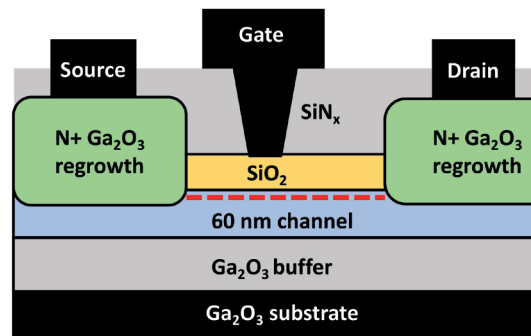 Gate
Source
Drain
SiNₓ
N+ Ga₂O₃
regrowth
N+ Ga₂O₃
regrowth
SiO₂
60 nm channel
Ga₂O₃ buffer
Ga₂O₃ substrate